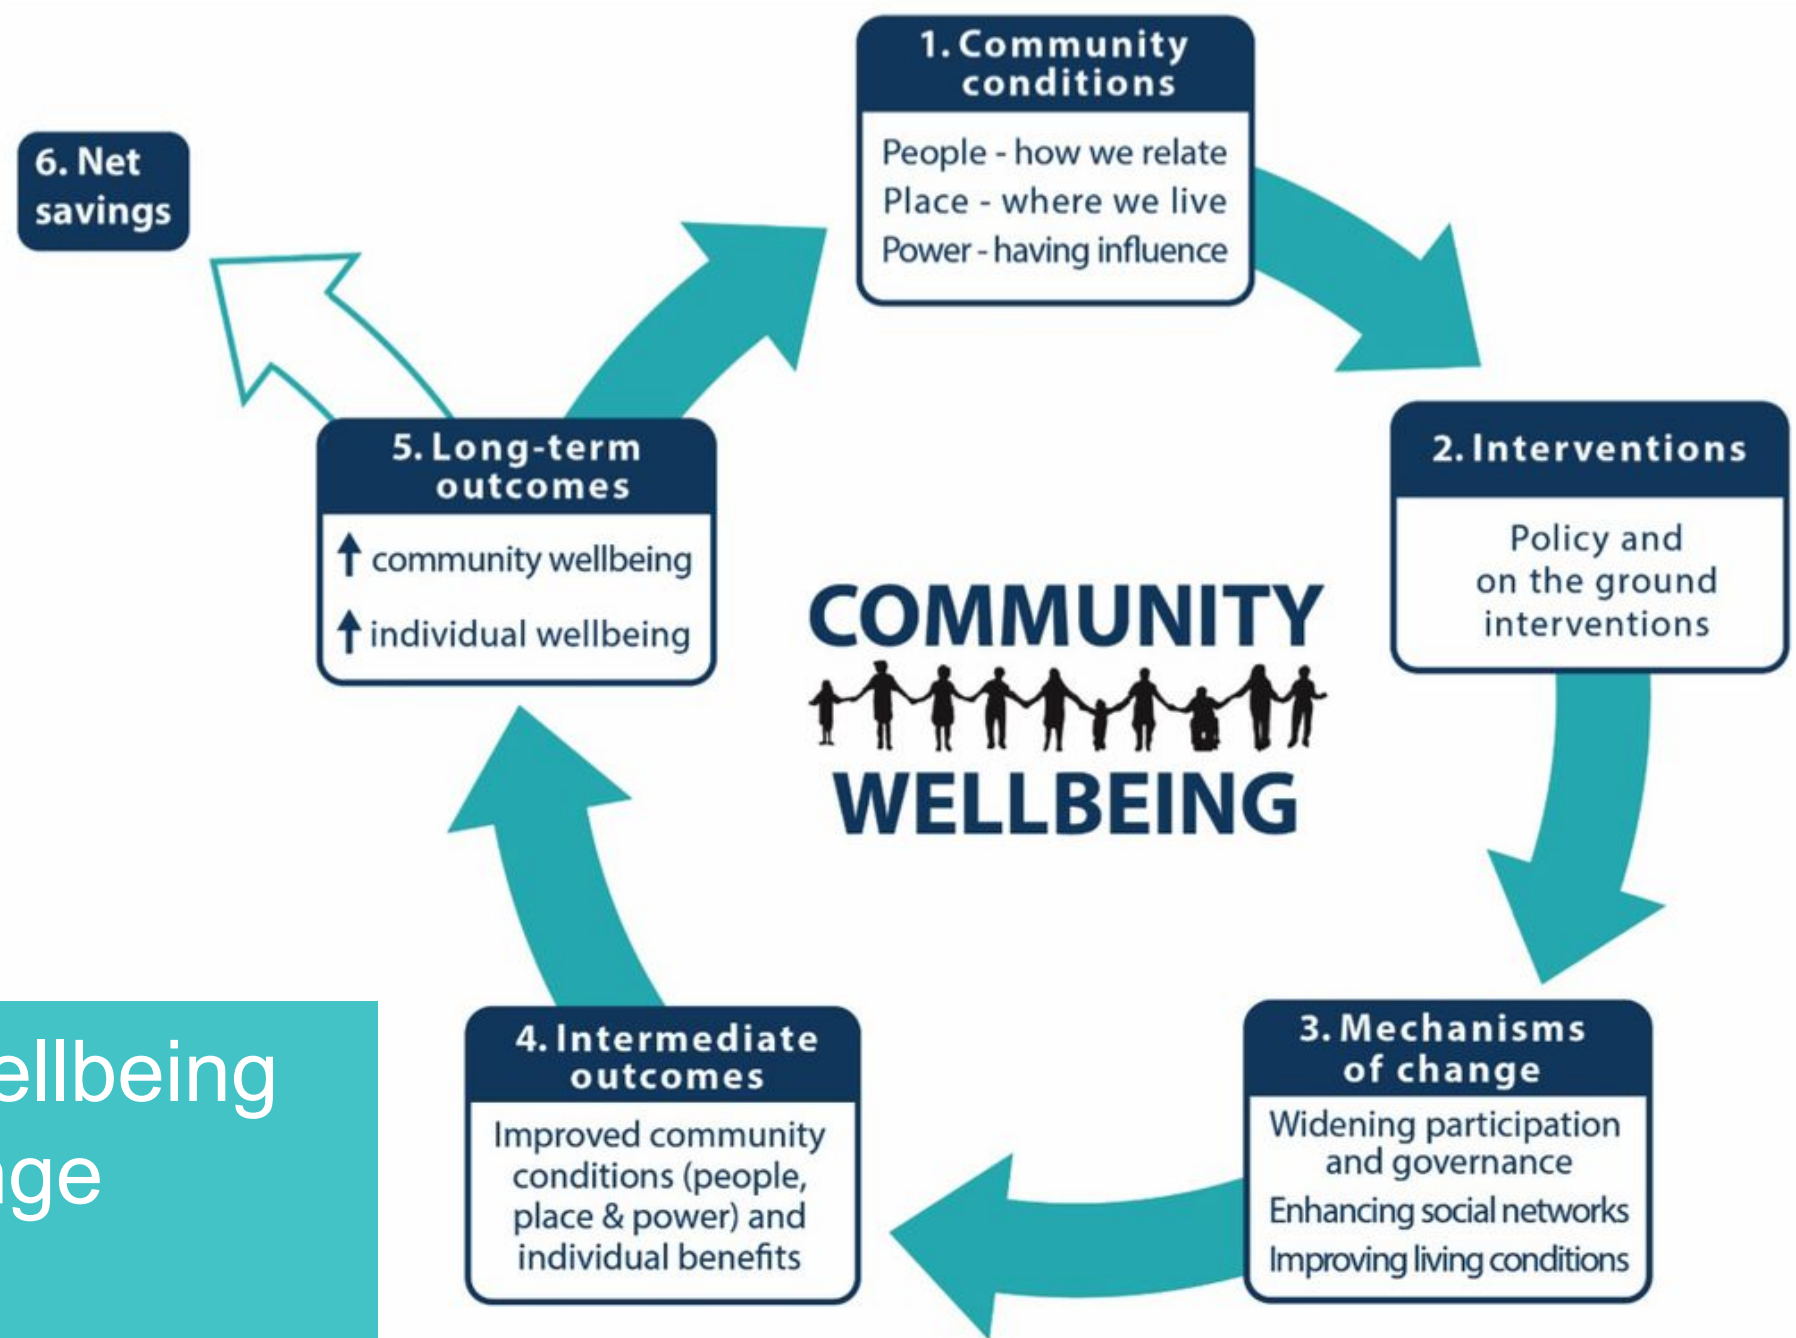 1. Community
conditions
People - how we relate
Place - where we live
Power - having influence
6. Net
savings
5. Long-term
outcomes
community wellbeing
individual wellbeing
2. Interventions
Policy and
on the ground
interventions
COMMUNITY
WELLBEING
4. Intermediate
outcomes
Improved community
conditions (people,
place & power) and
individual benefits
3. Mechanisms
of change
Widening participation
and governance
Enhancing social networks
Improving living conditions